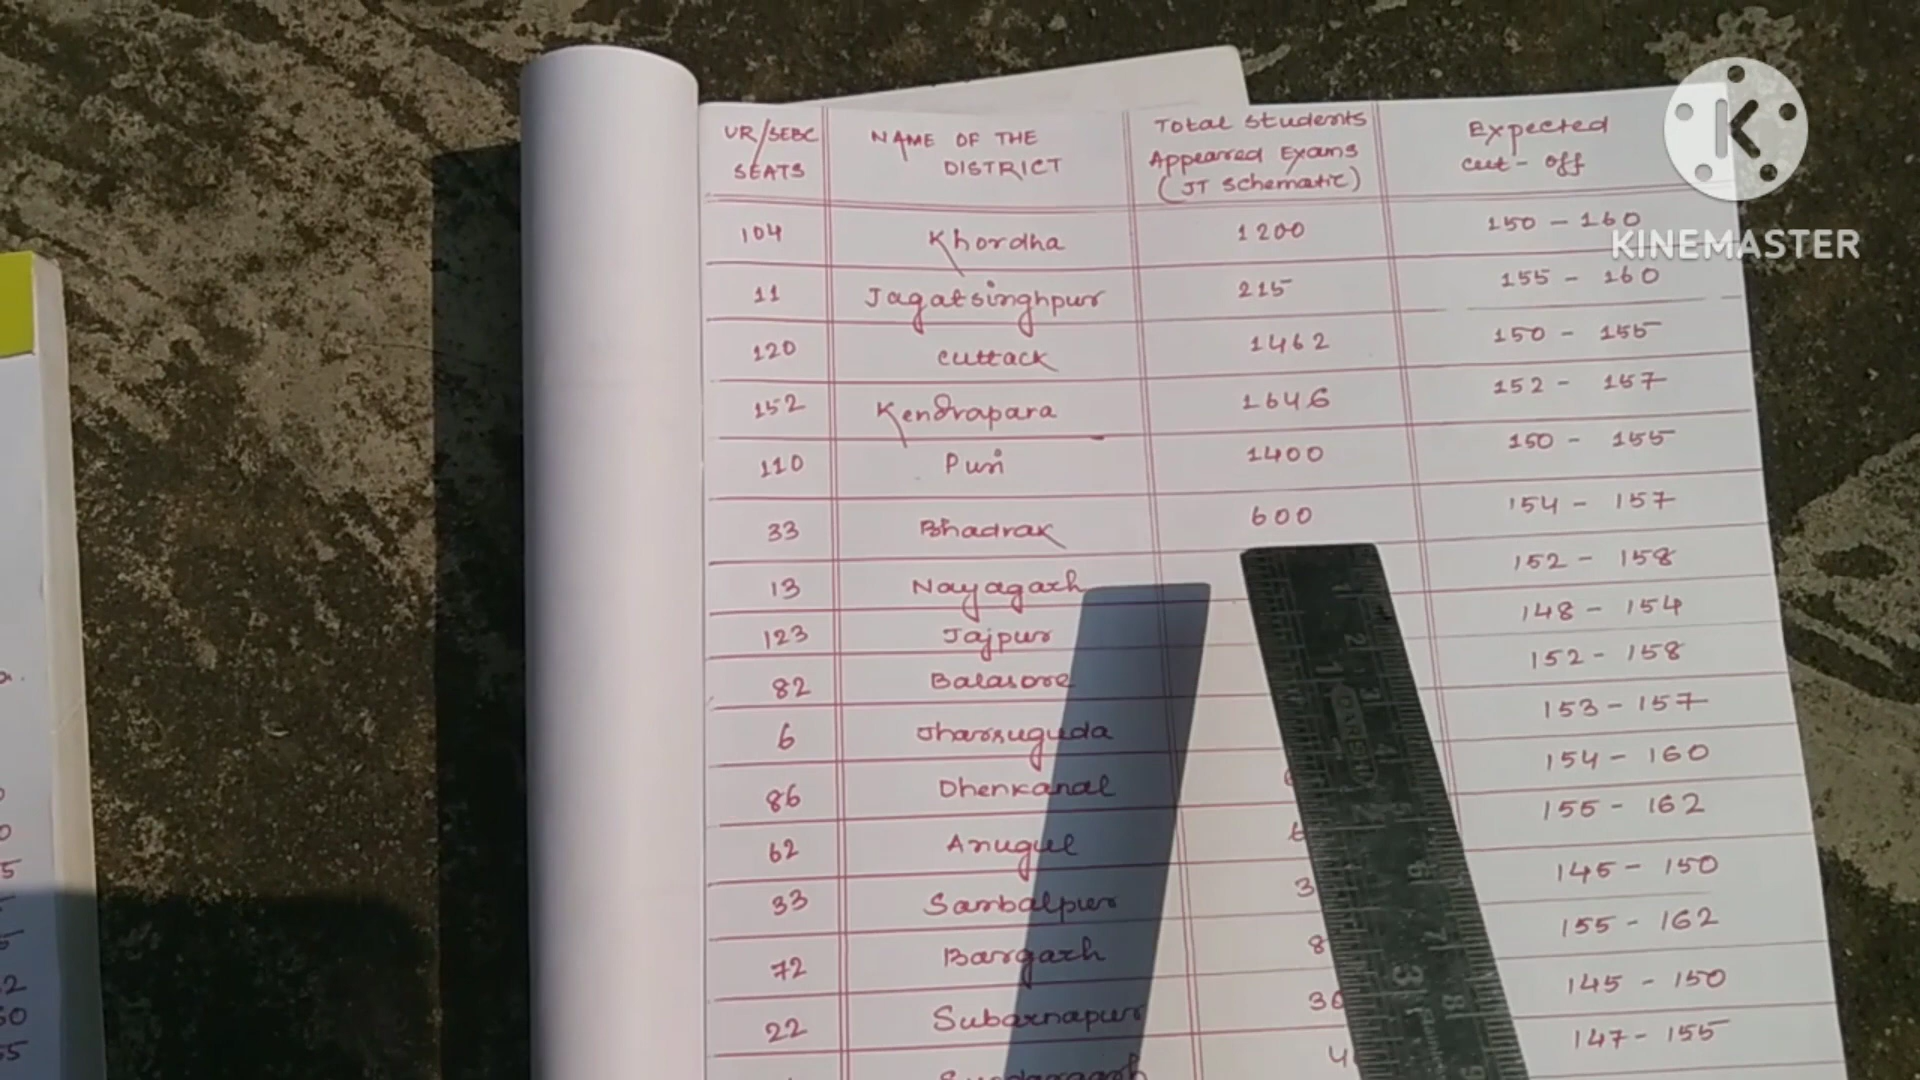 UR/SEBC SEATS
NAME OF THE DISTRICT
Total Students Appeared Exams (JT Schematic)
Expected cut-off
104 Khordha 1200 150 - 160
KINEMASTER
11 Jagatsinghpur 215 155 - 160
120 Cuttack 1462 150 - 155
152 Kendrapara 1646 152 - 157
110 Puri 1400 150 - 155
33 Bhadrak 600 154 - 157
13 Nayagarh 152 - 158
123 Jajpur 148 - 154
82 Balasore 152 - 158
6 Jharsuguda 153 - 157
86 Dhenkanal 154 - 160
62 Anugul 155 - 162
33 Sambalpur 145 - 150
72 Bargarh 155 - 162
22 Subarnapur 145 - 150
147 - 155